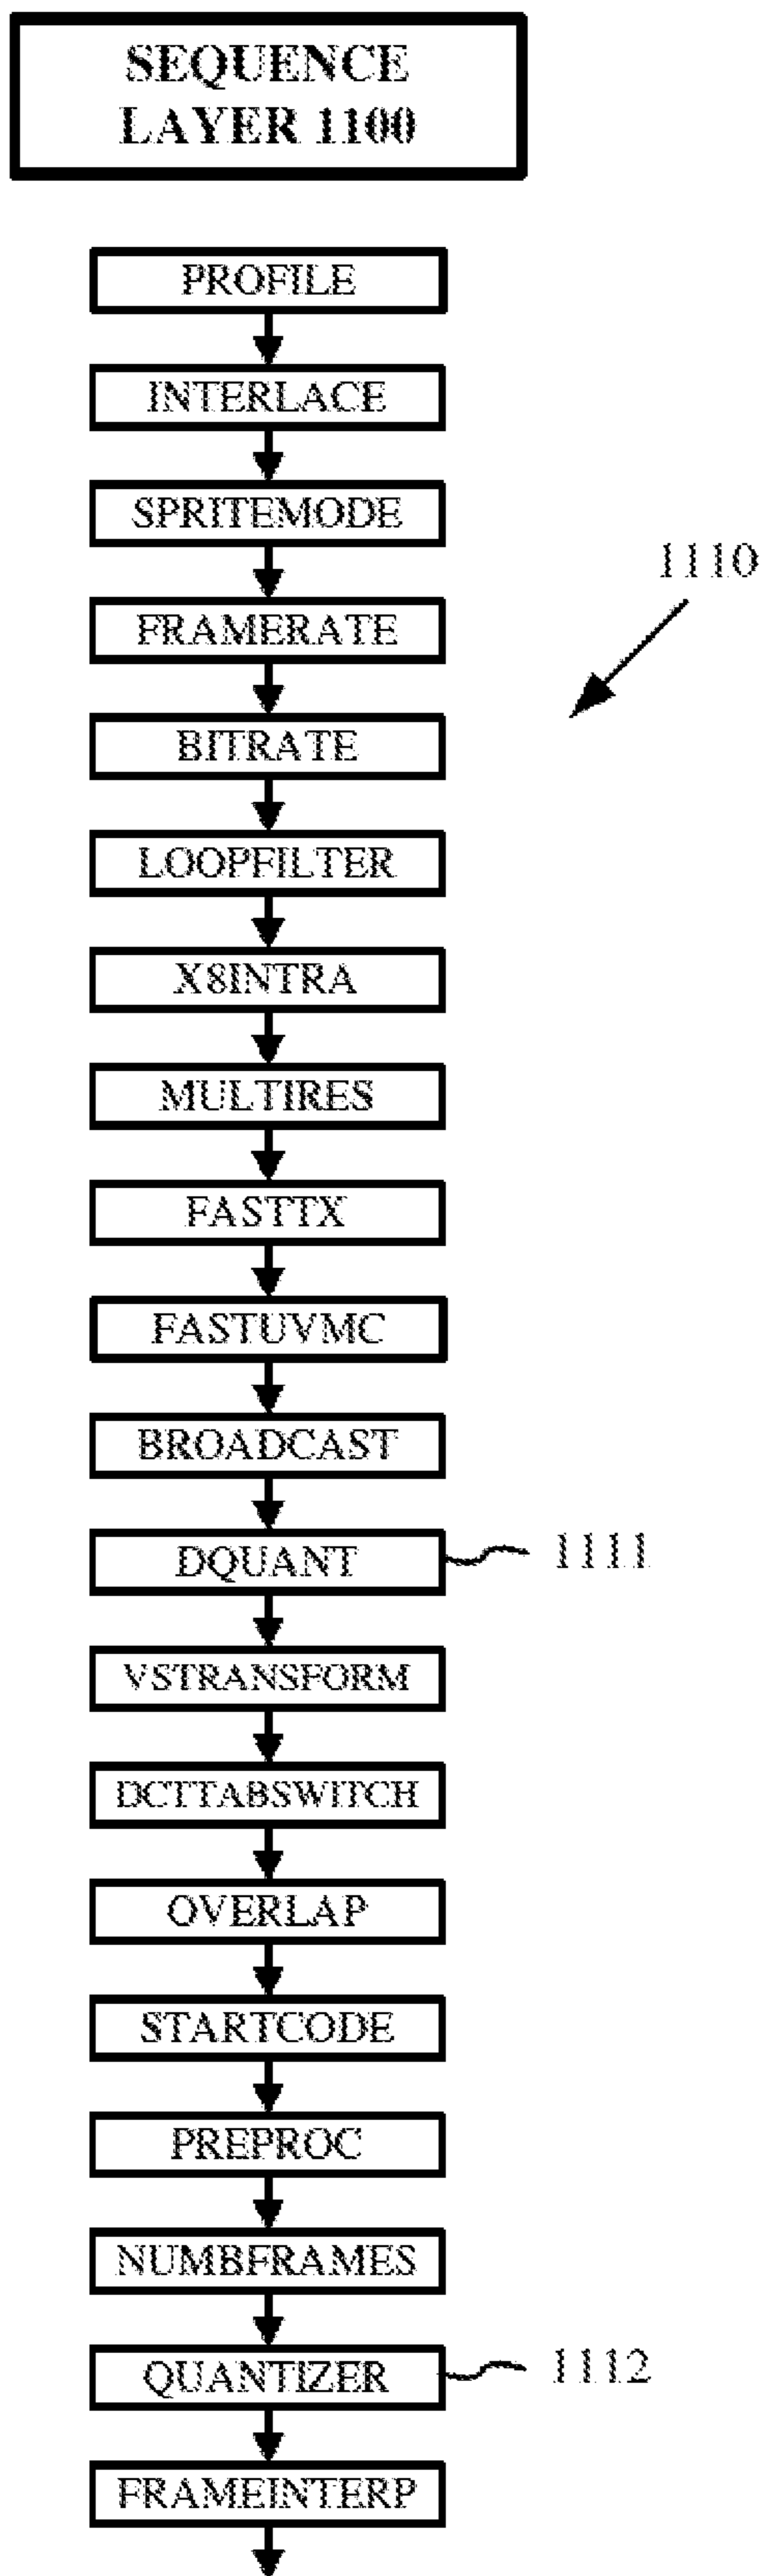 SEQUENCE
LAYER 1100
PROFILE
INTERLACE
SPRITEMODE
1110
FRAMERATE
BITRATE
LOOPFILTER
X8INTRA
MULTIRES
FASTTX
FASTUVMC
BROADCAST
DQUANT
1111
VSTRANSFORM
DCTTABSWITCH
OVERLAP
STARTCODE
PREPROC
NUMBFRAMES
QUANTIZER
1112
FRAMEINTERP